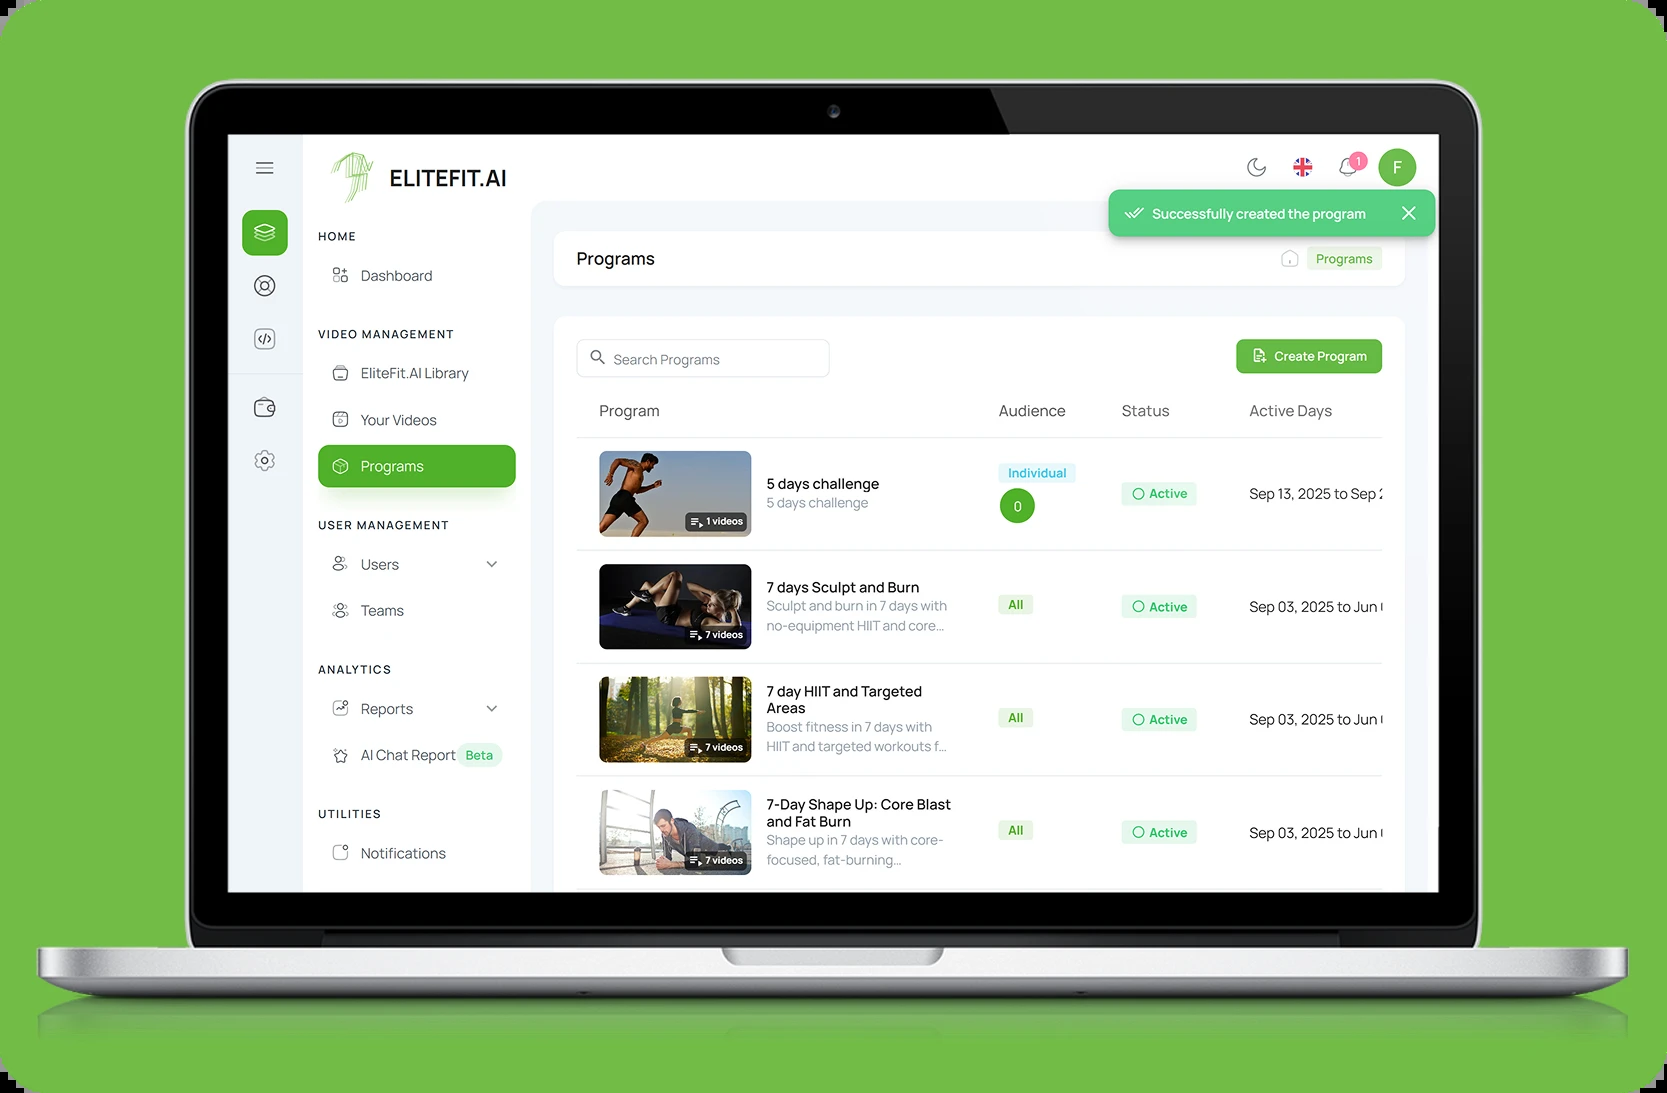 ELITEFIT.AI
1
F
Successfully created the program
HOME
Dashboard
VIDEO MANAGEMENT
EliteFit.AI Library
Your Videos
Programs
USER MANAGEMENT
Users
Teams
ANALYTICS
Reports
AI Chat Report Beta
UTILITIES
Notifications
Programs
Programs
Search Programs
Create Program
Program Audience Status Active Days
1 videos
5 days challenge
5 days challenge
Individual
0
Active
Sep 13, 2025 to Sep
7 videos
7 days Sculpt and Burn
Sculpt and burn in 7 days with
no-equipment HIIT and core...
All
Active
Sep 03, 2025 to Jun
7 videos
7 day HIIT and Targeted
Areas
Boost fitness in 7 days with
HIIT and targeted workouts f...
All
Active
Sep 03, 2025 to Jun
7 videos
7-Day Shape Up: Core Blast
and Fat Burn
Shape up in 7 days with core-
focused, fat-burning...
All
Active
Sep 03, 2025 to Jun